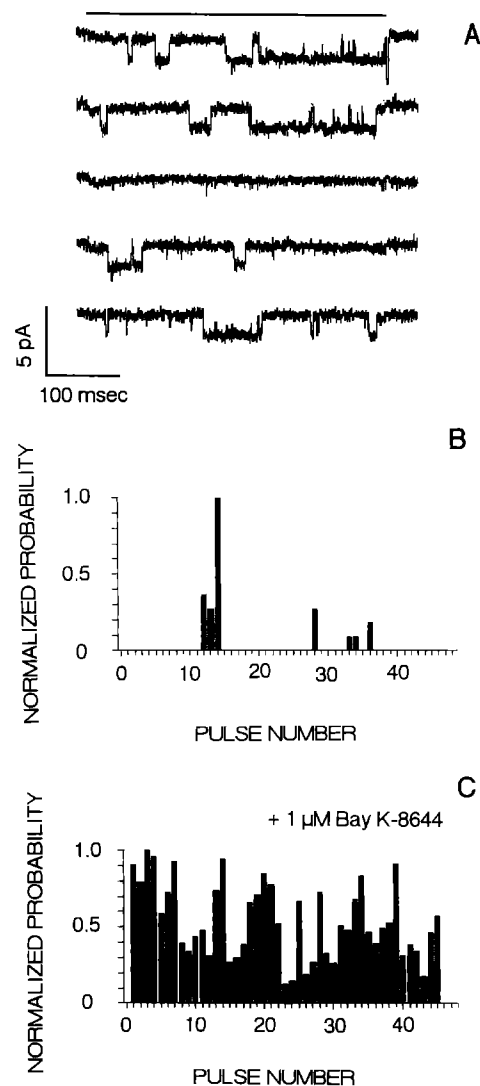 A
5 pA
100 msec
B
NORMALIZED PROBABILITY
1.0
0.5
0
0 10 20 30 40
PULSE NUMBER
C
+ 1 µM Bay K-8644
NORMALIZED PROBABILITY
1.0
0.5
0
0 10 20 30 40
PULSE NUMBER